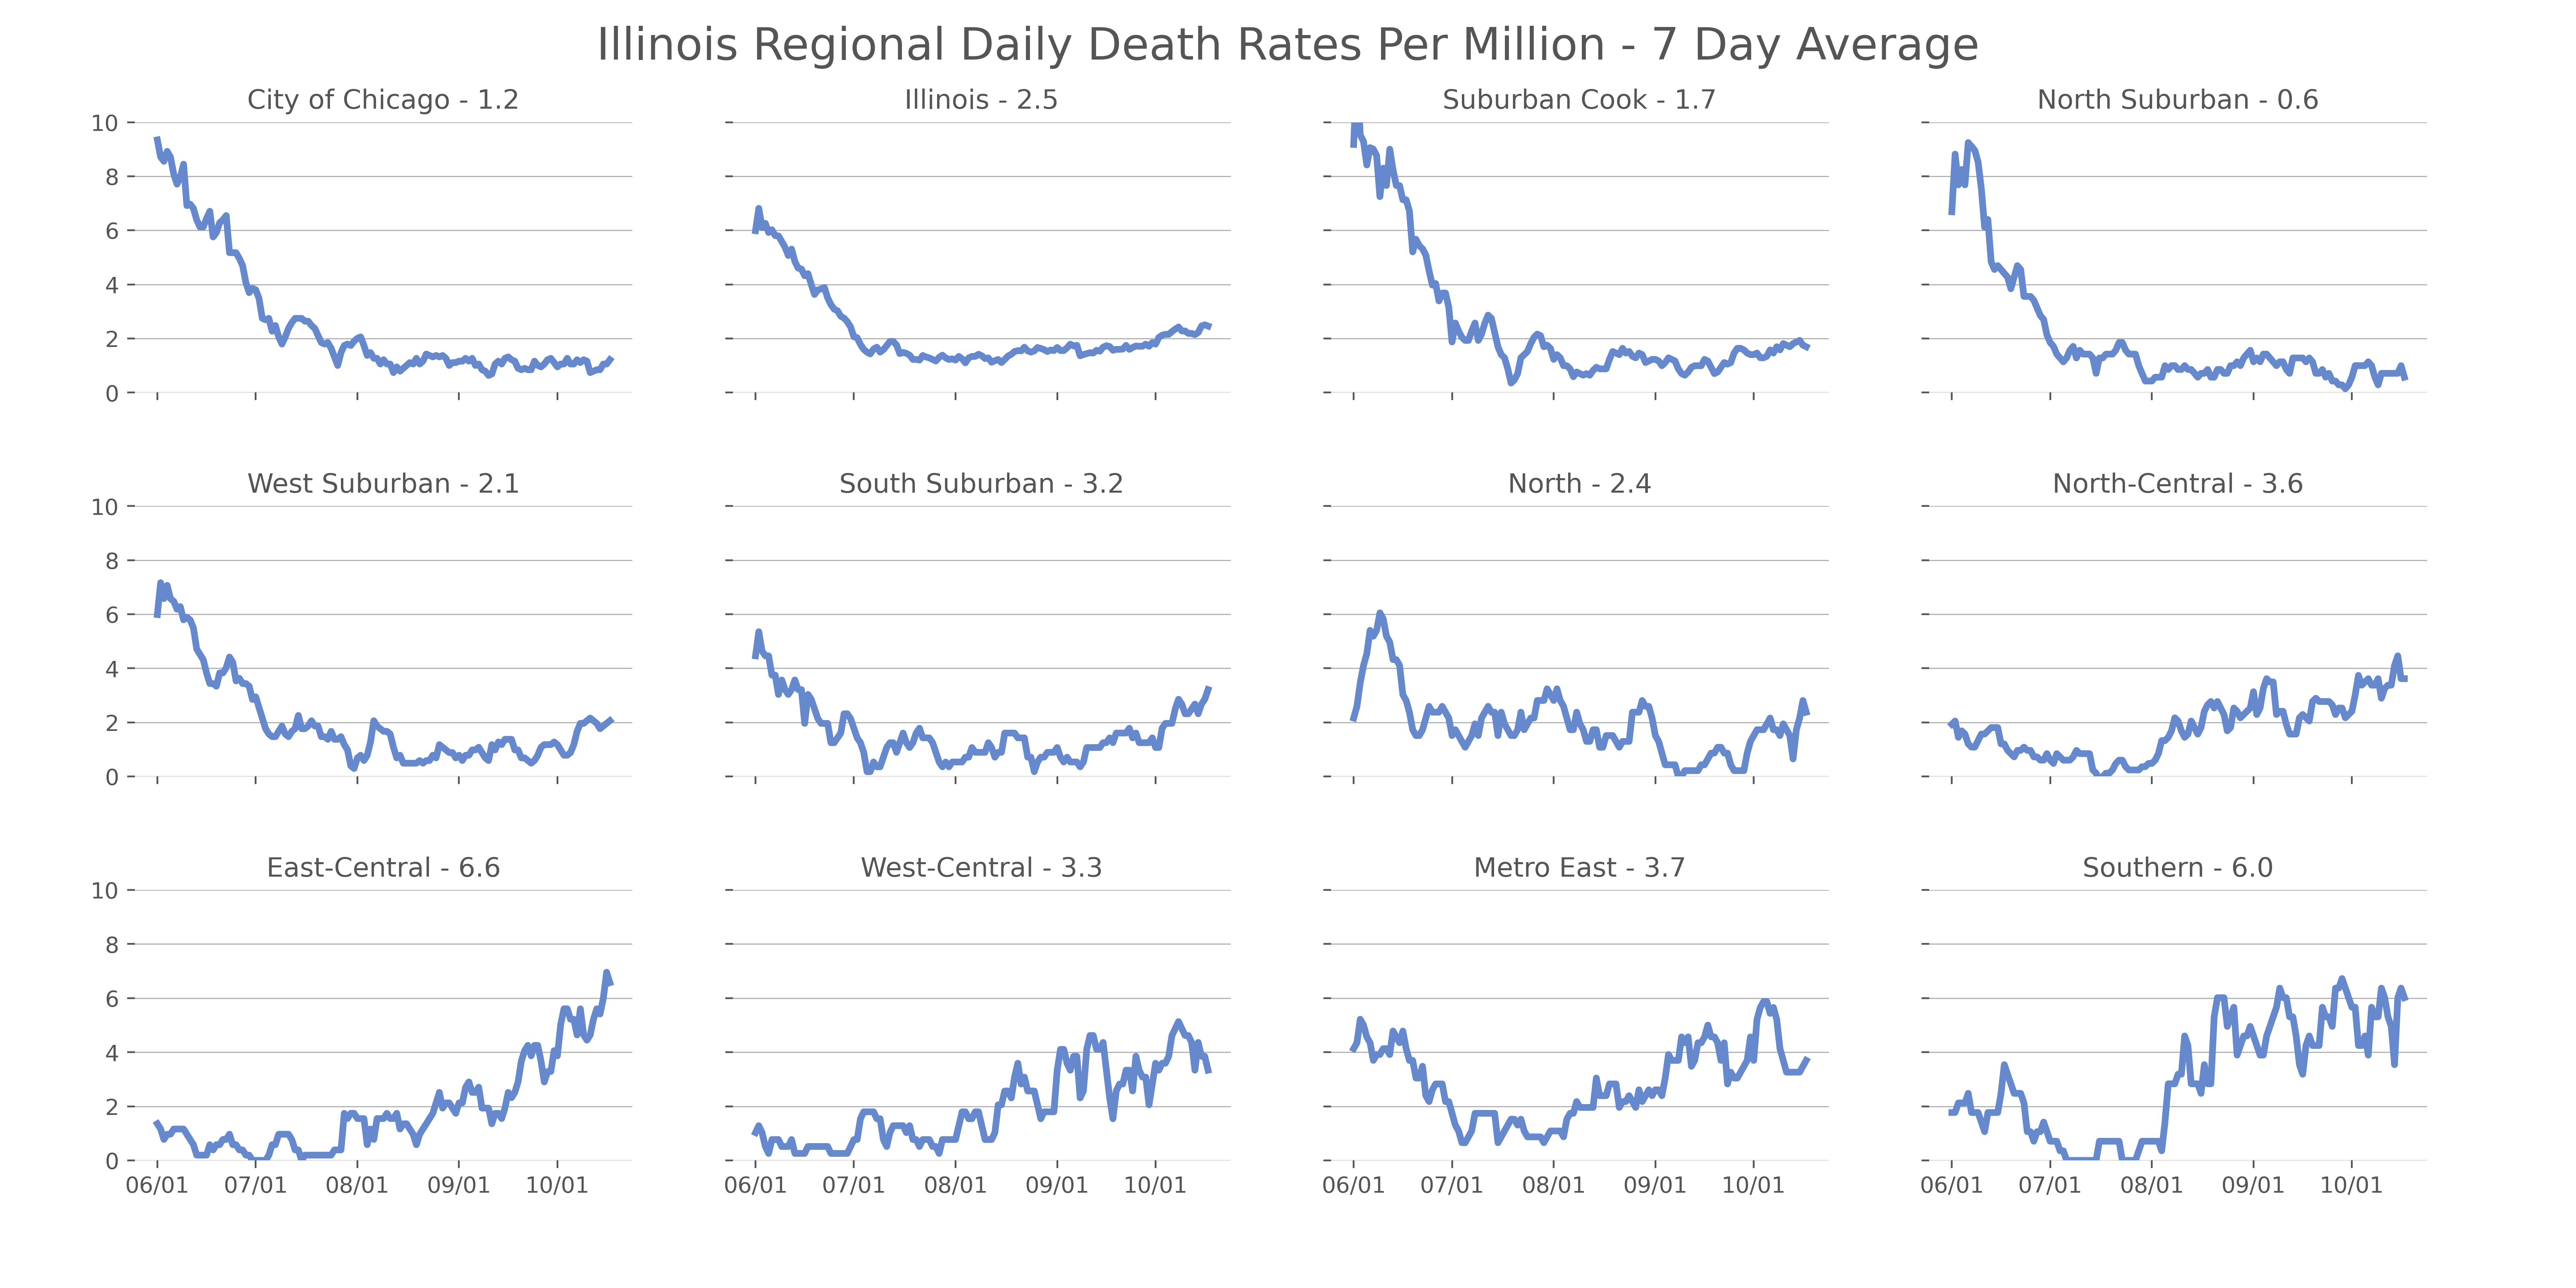 Illinois Regional Daily Death Rates Per Million - 7 Day Average
City of Chicago - 1.2
Illinois - 2.5
Suburban Cook - 1.7
North Suburban - 0.6
10
8
6
4
2
0
West Suburban - 2.1
South Suburban - 3.2
North - 2.4
North-Central - 3.6
10
8
6
4
2
0
East-Central - 6.6
West-Central - 3.3
Metro East - 3.7
Southern - 6.0
10
8
6
4
2
0
06/01 07/01 08/01 09/01 10/01
06/01 07/01 08/01 09/01 10/01
06/01 07/01 08/01 09/01 10/01
06/01 07/01 08/01 09/01 10/01